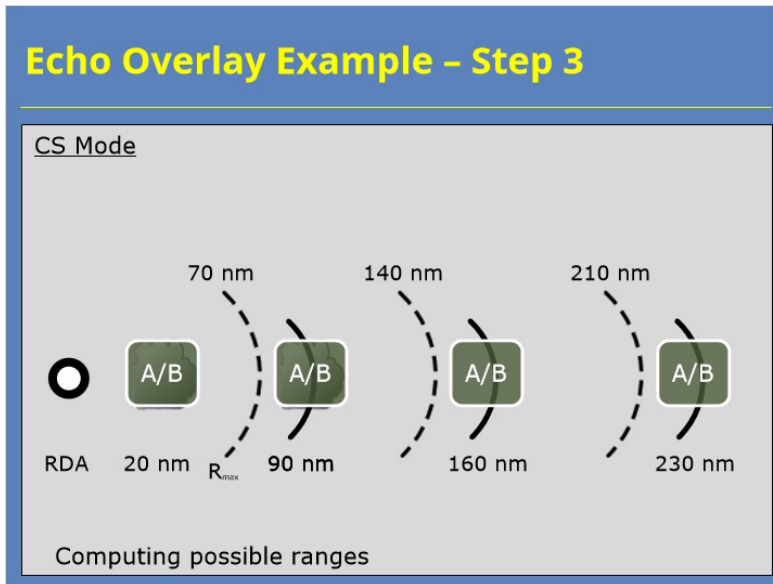 Echo Overlay Example – Step 3
CS Mode
70 nm 140 nm 210 nm
A/B A/B A/B A/B
RDA 20 nm Rmax 90 nm 160 nm 230 nm
Computing possible ranges